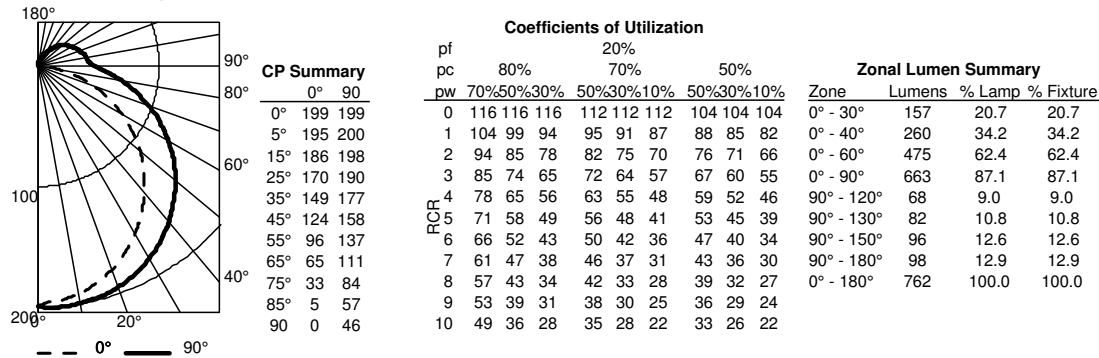 180°
90°
80°
60°
40°
20°
0°
100
200
0° 90°
CP Summary
0° 90
0° 199 199
5° 195 200
15° 186 198
25° 170 190
35° 149 177
45° 124 158
55° 96 137
65° 65 111
75° 33 84
85° 5 57
90 0 46
Coefficients of Utilization
pf 20%
pc 80% 70% 50%
pw 70%50%30% 50%30%10% 50%30%10%
RCR
0 116 116 116 112 112 112 104 104 104
1 104 99 94 95 91 87 88 85 82
2 94 85 78 82 75 70 76 71 66
3 85 74 65 72 64 57 67 60 55
4 78 65 56 63 55 48 59 52 46
5 71 58 49 56 48 41 53 45 39
6 66 52 43 50 42 36 47 40 34
7 61 47 38 46 37 31 43 36 30
8 57 43 34 42 33 28 39 32 27
9 53 39 31 38 30 25 36 29 24
10 49 36 28 35 28 22 33 26 22
Zonal Lumen Summary
Zone Lumens % Lamp % Fixture
0° - 30° 157 20.7 20.7
0° - 40° 260 34.2 34.2
0° - 60° 475 62.4 62.4
0° - 90° 663 87.1 87.1
90° - 120° 68 9.0 9.0
90° - 130° 82 10.8 10.8
90° - 150° 96 12.6 12.6
90° - 180° 98 12.9 12.9
0° - 180° 762 100.0 100.0